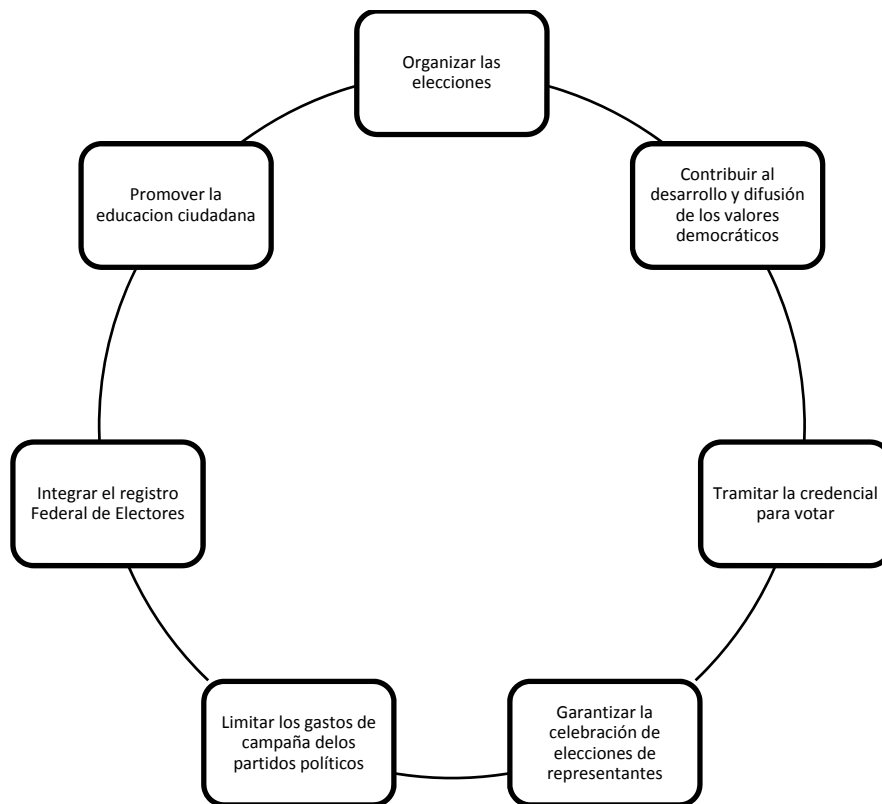 Organizar las
elecciones
Contribuir al
desarrollo y difusión
de los valores
democráticos
Tramitar la credencial
para votar
Garantizar la
celebración de
elecciones de
representantes
Limitar los gastos de
campaña delos
partidos políticos
Integrar el registro
Federal de Electores
Promover la
educacion ciudadana